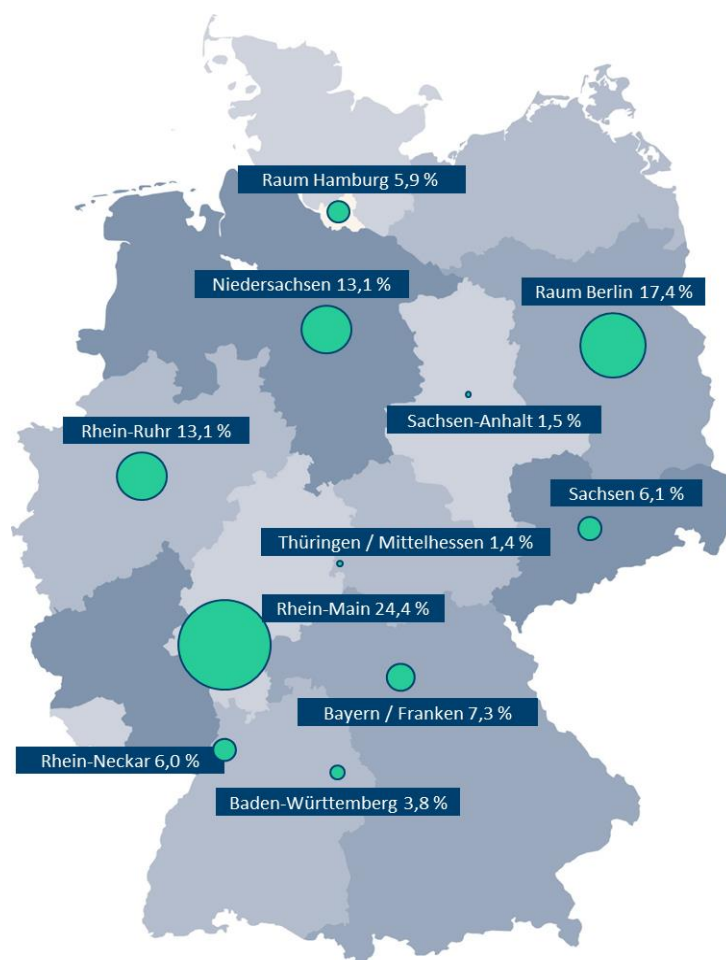 Raum Hamburg 5,9 %
Niedersachsen 13,1 %
Raum Berlin 17,4 %
Sachsen-Anhalt 1,5 %
Rhein-Ruhr 13,1 %
Sachsen 6,1 %
Thüringen / Mittelhessen 1,4 %
Rhein-Main 24,4 %
Bayern / Franken 7,3 %
Rhein-Neckar 6,0 %
Baden-Württemberg 3,8 %